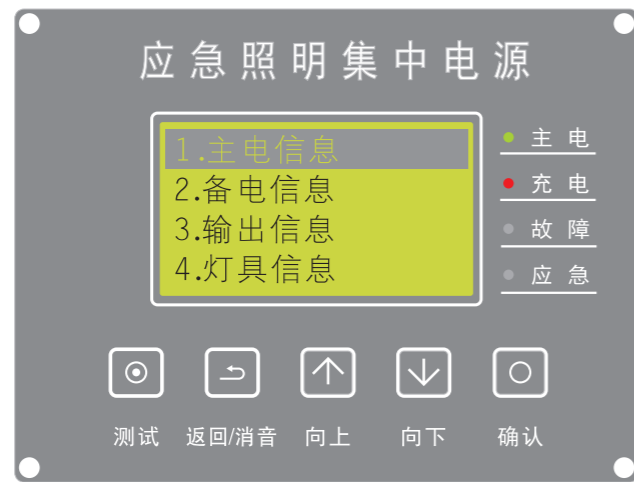 应急照明集中电源
1.主电信息
2.备电信息
3.输出信息
4.灯具信息
主电
充电
故障
应急
测试 返回/消音 向上 向下 确认